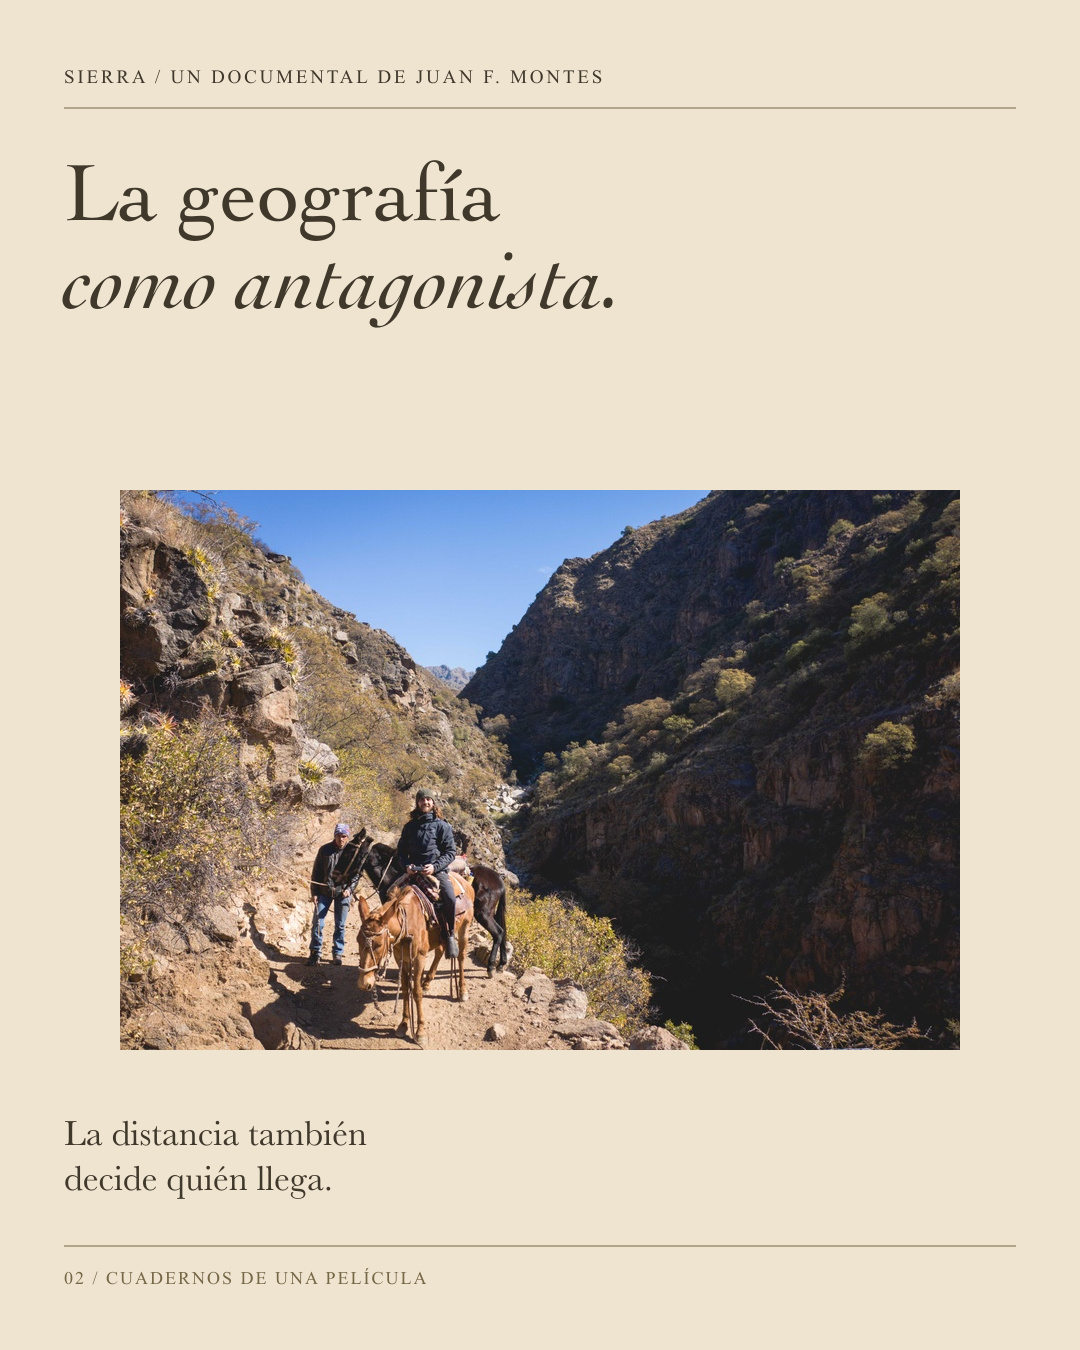 SIERRA / UN DOCUMENTAL DE JUAN F. MONTES
La geografía
como antagonista.
La distancia también
decide quién llega.
02 / CUADERNOS DE UNA PELÍCULA